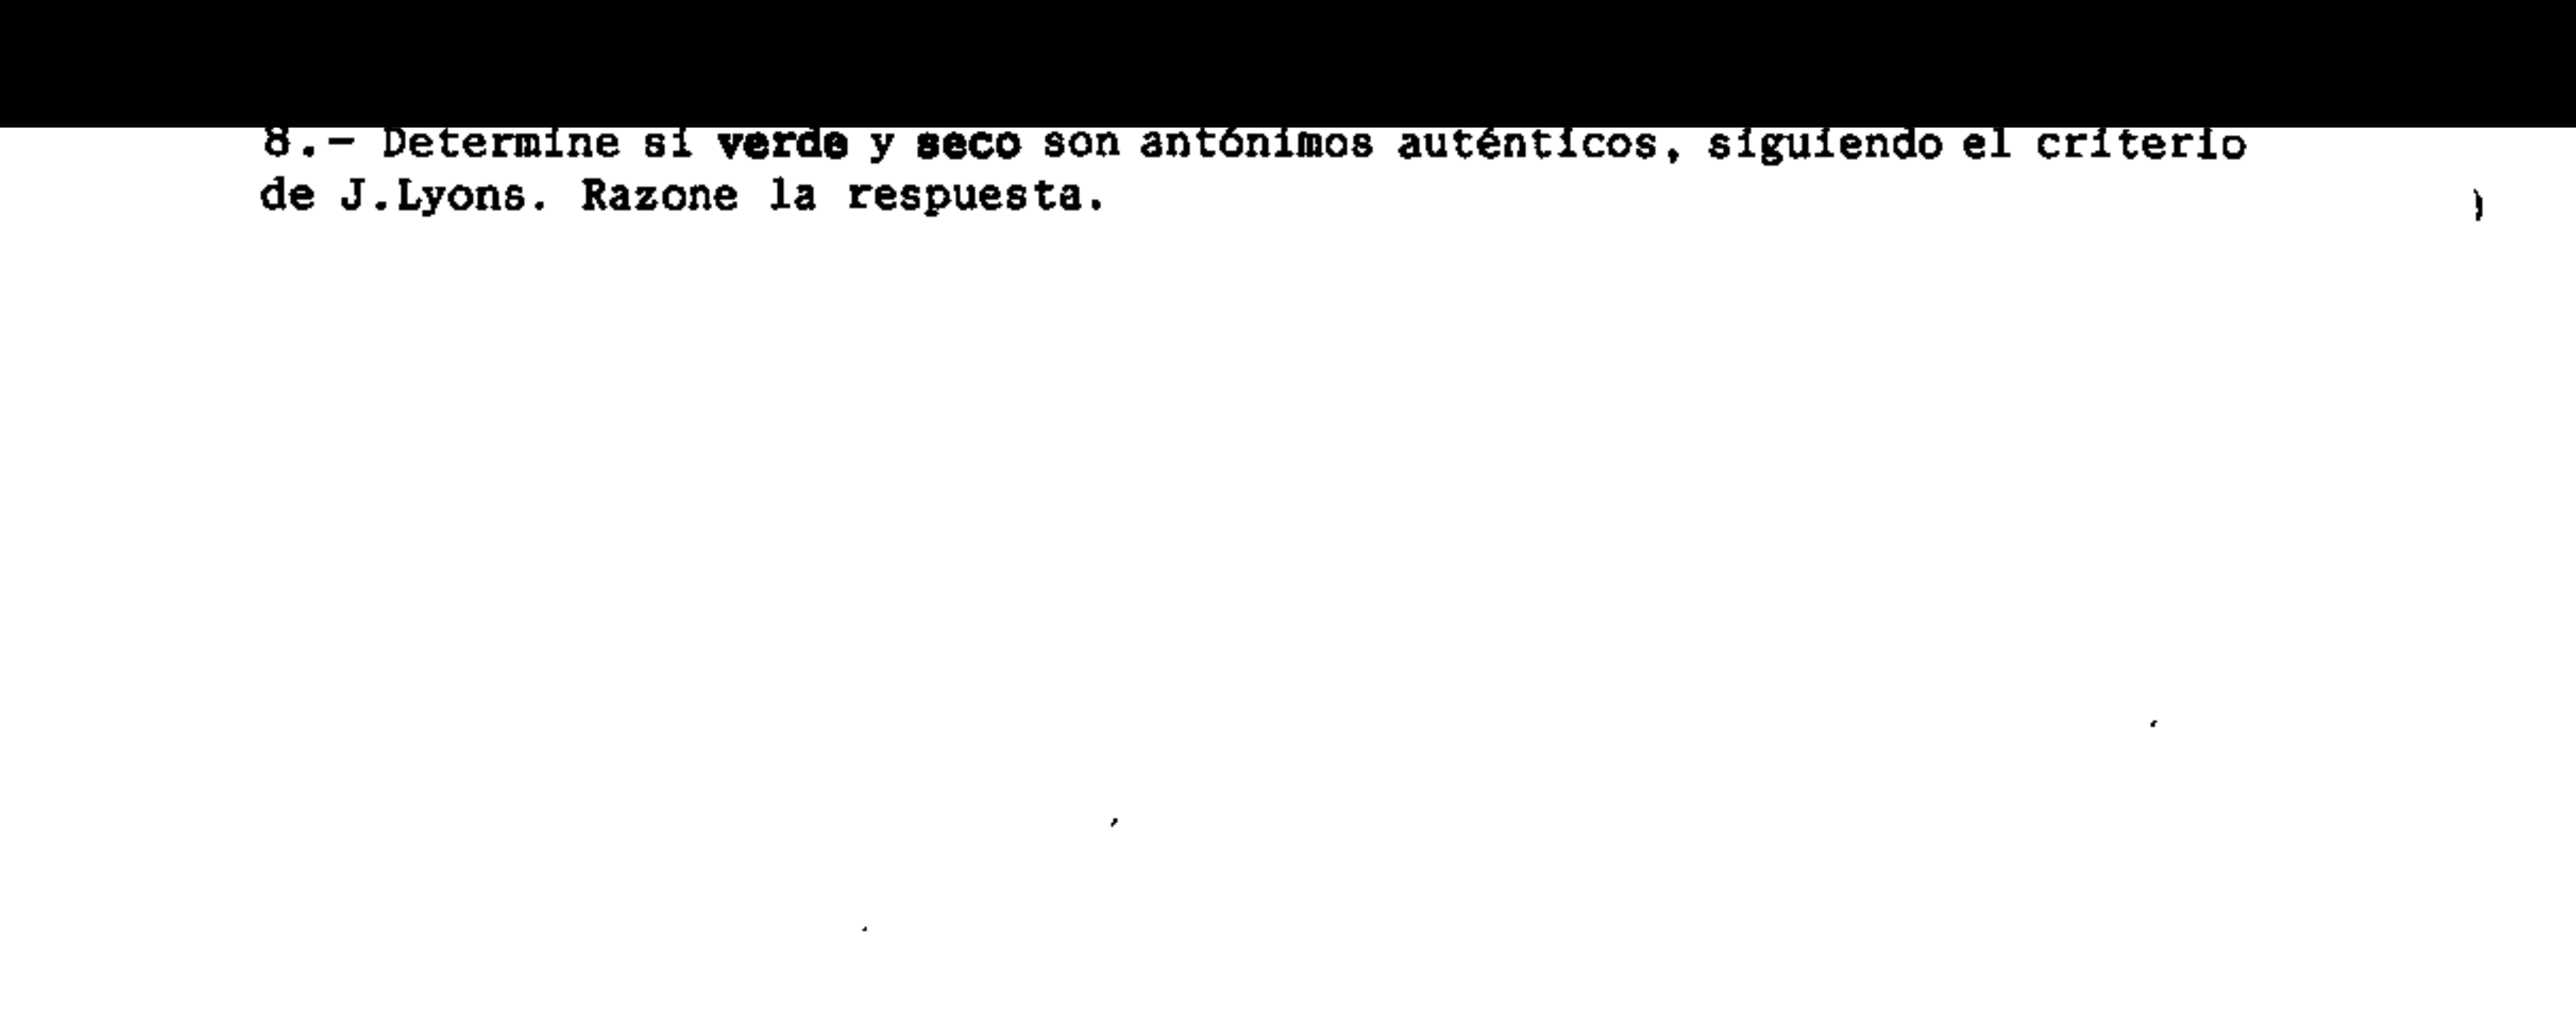 8.- Determine si verde y seco son antónimos auténticos, siguiendo el criterio
de J.Lyons. Razone la respuesta.